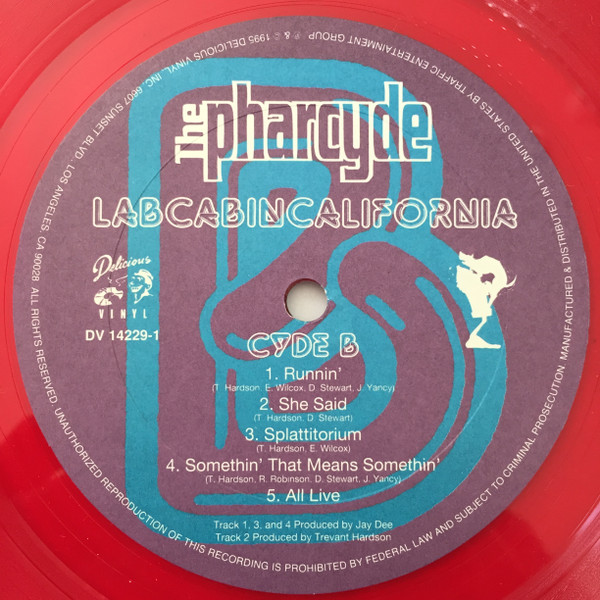 The pharcyde
LABCABINCALIFORNIA
Delicious
VINYL
DV 14229-1
CYDE B
1. Runnin'
(T. Hardson, E. Wilcox, D. Stewart, J. Yancy)
2. She Said
(T. Hardson, D. Stewart)
3. Splattitorium
(T. Hardson, E. Wilcox)
4. Somethin' That Means Somethin'
(T. Hardson, R. Robinson, D. Stewart, J. Yancy)
5. All Live
Track 1, 3, and 4 Produced by Jay Dee
Track 2 Produced by Trevant Hardson
℗ & © 1995 DELICIOUS VINYL, INC. 6607 SUNSET BLVD., LOS ANGELES, CA 90028. ALL RIGHTS RESERVED. UNAUTHORIZED REPRODUCTION OF THIS RECORDING IS PROHIBITED BY FEDERAL LAW AND SUBJECT TO CRIMINAL PROSECUTION. MANUFACTURED & DISTRIBUTED IN THE UNITED STATES BY TRAFFIC ENTERTAINMENT GROUP